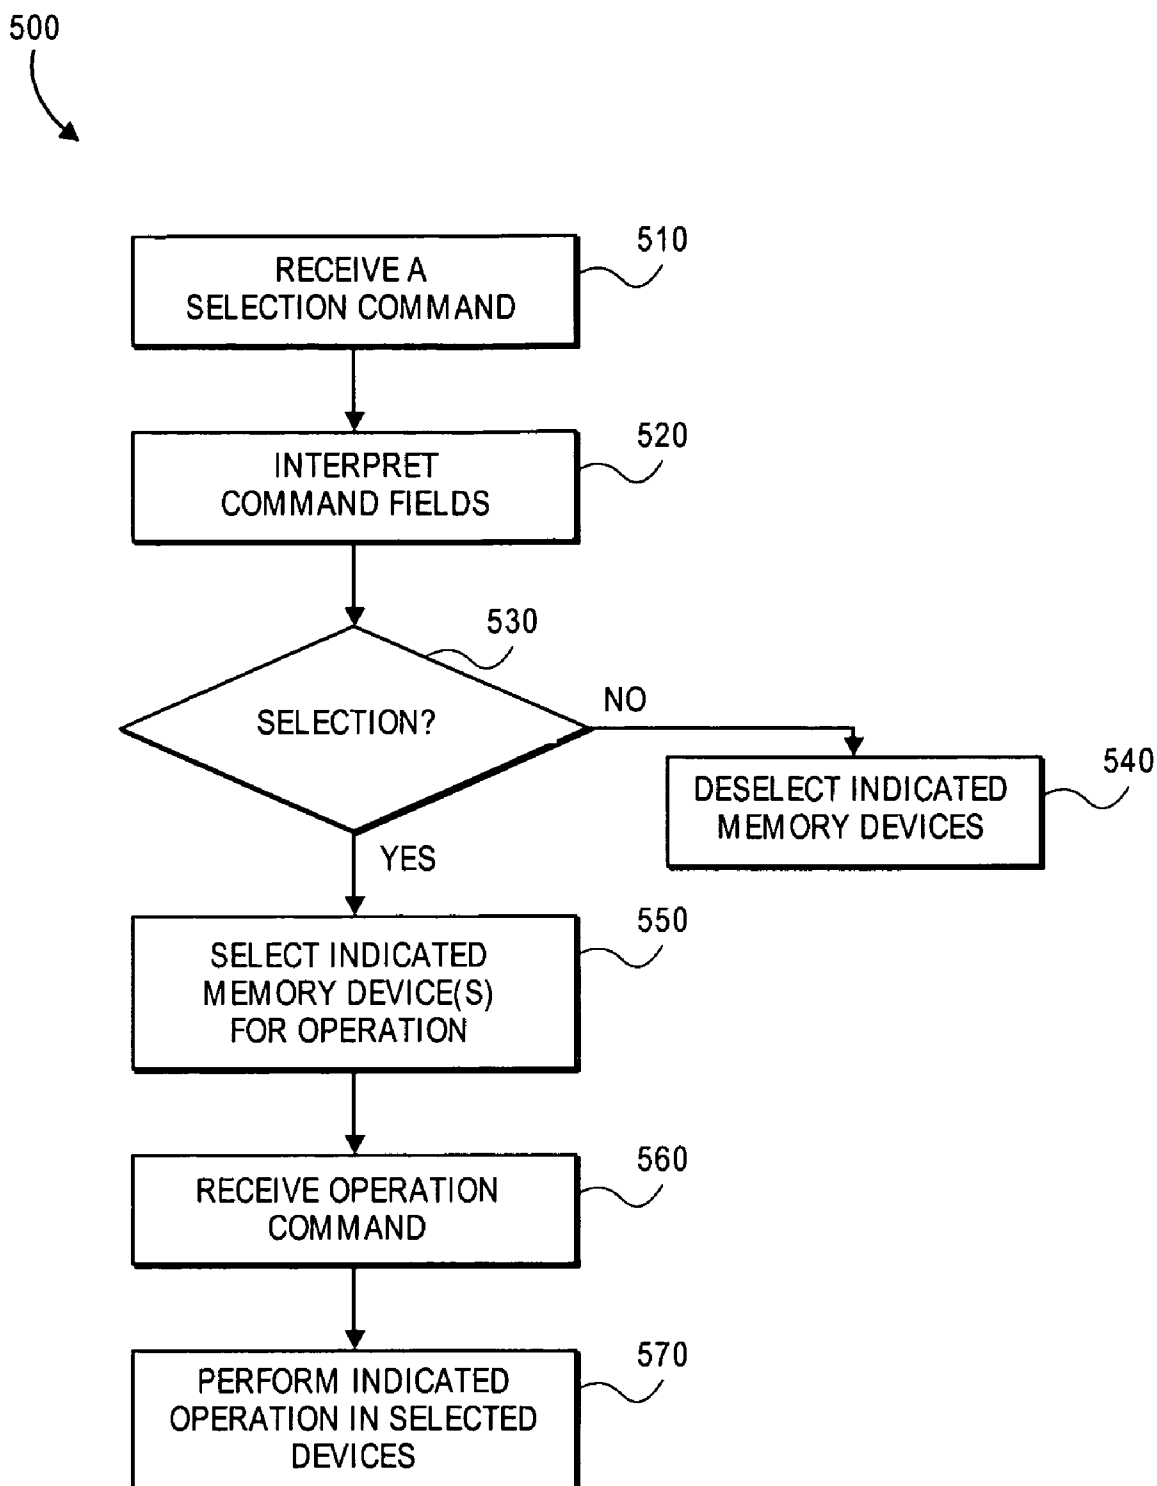 500
510
RECEIVE A
SELECTION COMMAND
520
INTERPRET
COMMAND FIELDS
530
SELECTION?
NO
540
DESELECT INDICATED
MEMORY DEVICES
YES
550
SELECT INDICATED
MEMORY DEVICE(S)
FOR OPERATION
560
RECEIVE OPERATION
COMMAND
570
PERFORM INDICATED
OPERATION IN SELECTED
DEVICES